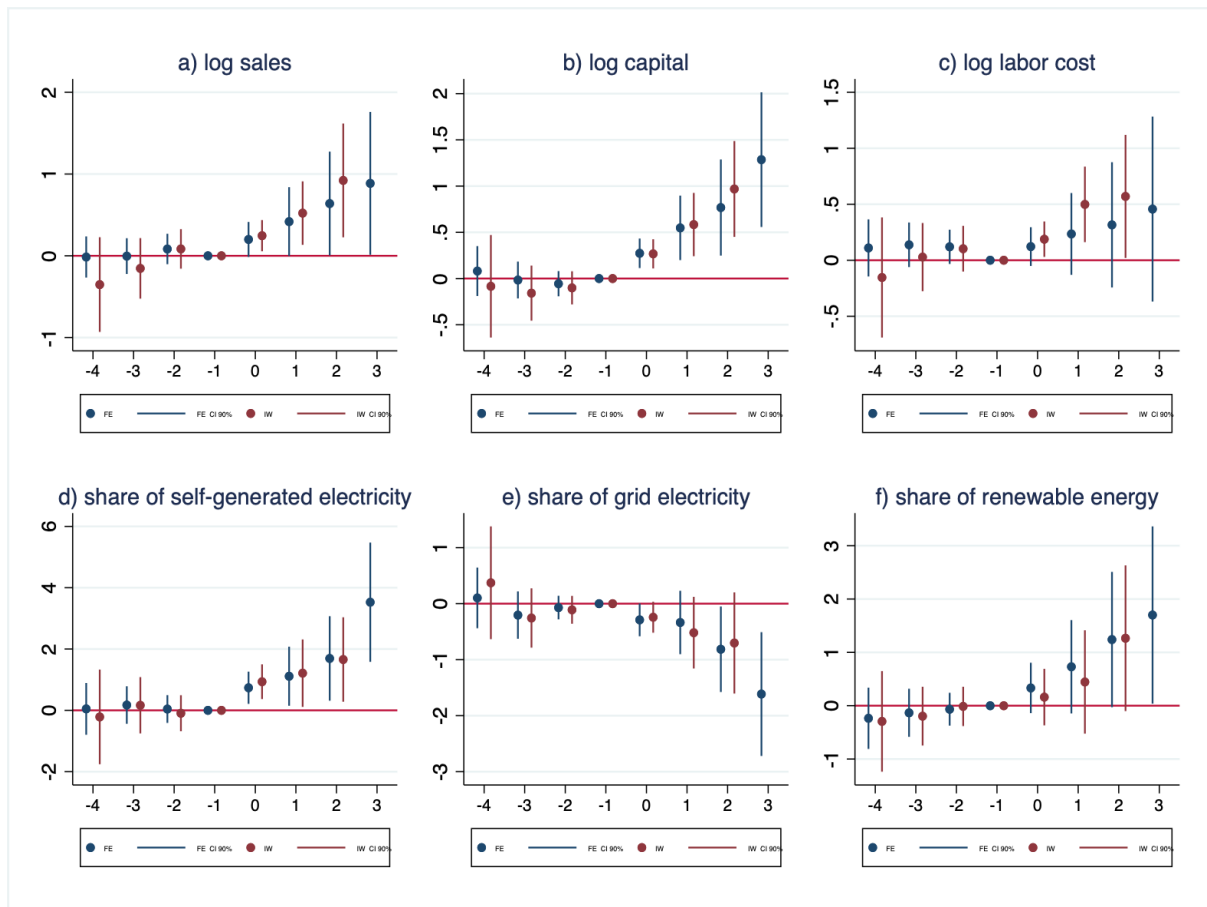 a) log sales
2
1
0
-1
-4 -3 -2 -1 0 1 2 3
FE FE CI 90% IW IW CI 90%
b) log capital
2
1.5
1
.5
0
-.5
-4 -3 -2 -1 0 1 2 3
FE FE CI 90% IW IW CI 90%
c) log labor cost
1.5
1
.5
0
-.5
-4 -3 -2 -1 0 1 2 3
FE FE CI 90% IW IW CI 90%
d) share of self-generated electricity
6
4
2
0
-2
-4 -3 -2 -1 0 1 2 3
FE FE CI 90% IW IW CI 90%
e) share of grid electricity
1
0
-1
-2
-3
-4 -3 -2 -1 0 1 2 3
FE FE CI 90% IW IW CI 90%
f) share of renewable energy
3
2
1
0
-1
-4 -3 -2 -1 0 1 2 3
FE FE CI 90% IW IW CI 90%